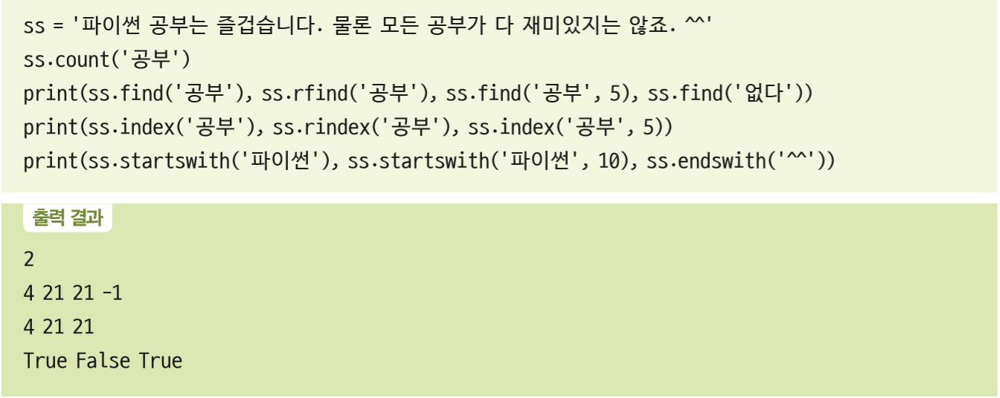 ss = '파이썬 공부는 즐겁습니다. 물론 모든 공부가 다 재미있지는 않죠. ^^'
ss.count('공부')
print(ss.find('공부'), ss.rfind('공부'), ss.find('공부', 5), ss.find('없다'))
print(ss.index('공부'), ss.rindex('공부'), ss.index('공부', 5))
print(ss.startswith('파이썬'), ss.startswith('파이썬', 10), ss.endswith('^^'))
출력 결과
2
4 21 21 -1
4 21 21
True False True